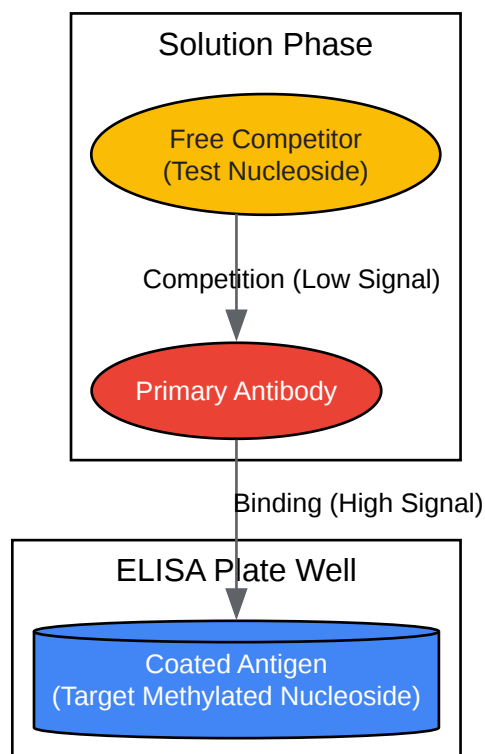 Solution Phase
Free Competitor
(Test Nucleoside)
Competition (Low Signal)
Primary Antibody
Binding (High Signal)
ELISA Plate Well
Coated Antigen
(Target Methylated Nucleoside)